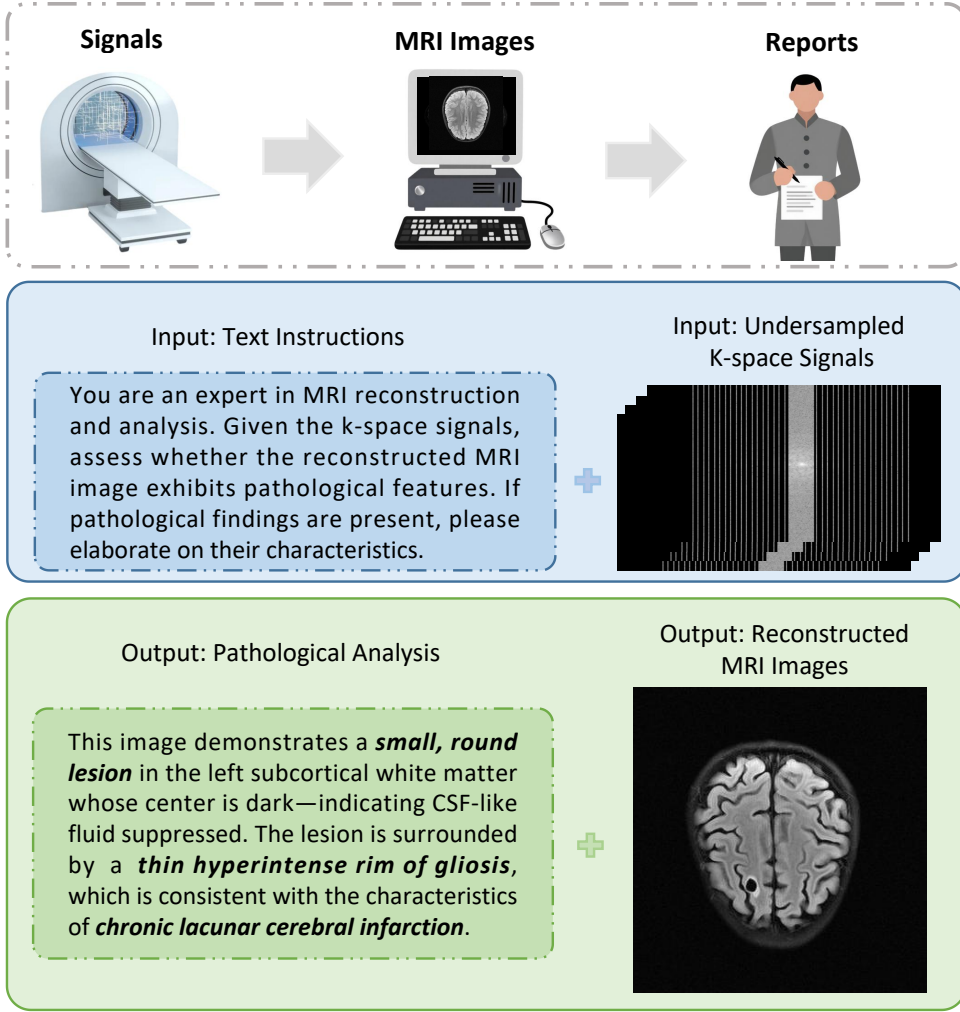 Signals
MRI Images
Reports
Input: Text Instructions
Input: Undersampled
K-space Signals
You are an expert in MRI reconstruction
and analysis. Given the k-space signals,
assess whether the reconstructed MRI
image exhibits pathological features. If
pathological findings are present, please
elaborate on their characteristics.
Output: Pathological Analysis
Output: Reconstructed
MRI Images
This image demonstrates a small, round
lesion in the left subcortical white matter
whose center is dark—indicating CSF-like
fluid suppressed. The lesion is surrounded
by a thin hyperintense rim of gliosis,
which is consistent with the characteristics
of chronic lacunar cerebral infarction.